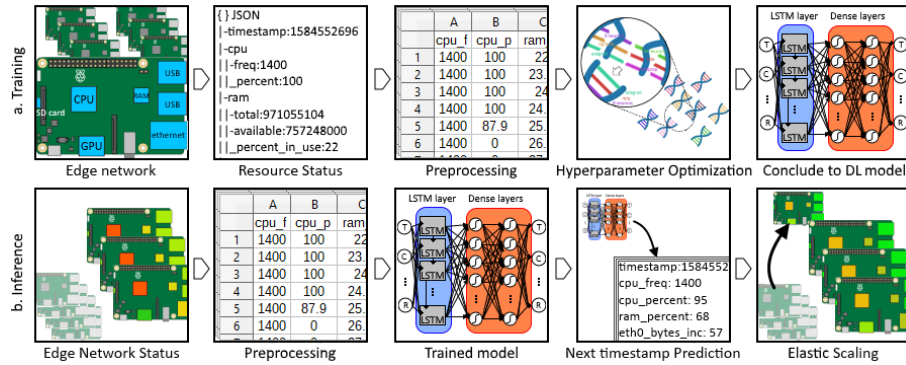 a. Training
USB
CPU
RAM
USB
SD card
ethernet
GPU
Edge network
{ } JSON
|-timestamp:1584552696
|-cpu
||-freq:1400
||_percent:100
|-ram
||-total:971055104
||-available:757248000
||_percent_in_use:22
Resource Status
A B C
cpu_f cpu_p ram
1 1400 100 22
2 1400 100 23.
3 1400 100 24
4 1400 100 24.
5 1400 87.9 25.
6 1400 0 26.
Preprocessing
Hyperparameter Optimization
LSTM layer Dense layers
LSTM
LSTM
LSTM
LSTM
T
C
R
T
C
R
Conclude to DL model
b. Inference
Edge Network Status
A B C
cpu_f cpu_p ram
1 1400 100 22
2 1400 100 23.
3 1400 100 24
4 1400 100 24.
5 1400 87.9 25.
6 1400 0 26.
Preprocessing
LSTM layer Dense layers
LSTM
LSTM
LSTM
LSTM
T
C
R
T
C
R
Trained model
timestamp:1584552
cpu_freq: 1400
cpu_percent: 95
ram_percent: 68
eth0_bytes_inc: 57
Next timestamp Prediction
Elastic Scaling